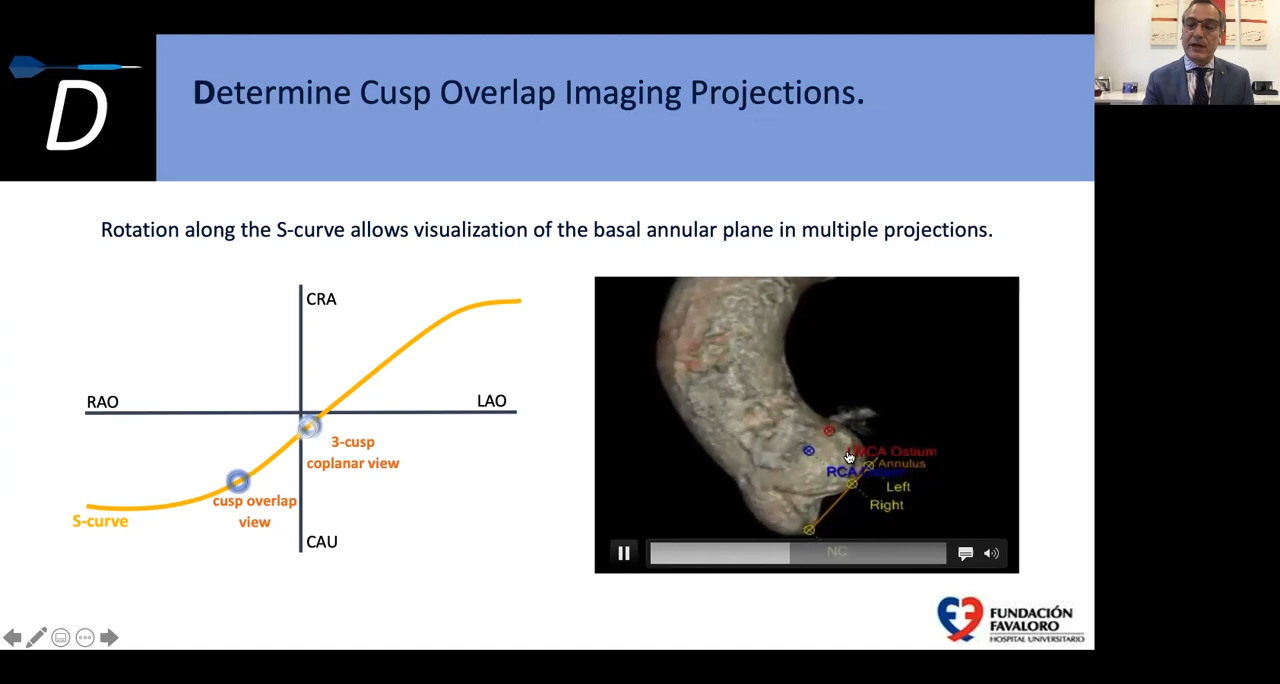 D
Determine Cusp Overlap Imaging Projections.
Rotation along the S-curve allows visualization of the basal annular plane in multiple projections.
CRA
RAO
LAO
3-cusp
coplanar view
cusp overlap
view
S-curve
CAU
Ostium
Annulus
RCA
Left
Right
NC
FUNDACIÓN
FAVALORO
HOSPITAL UNIVERSITARIO